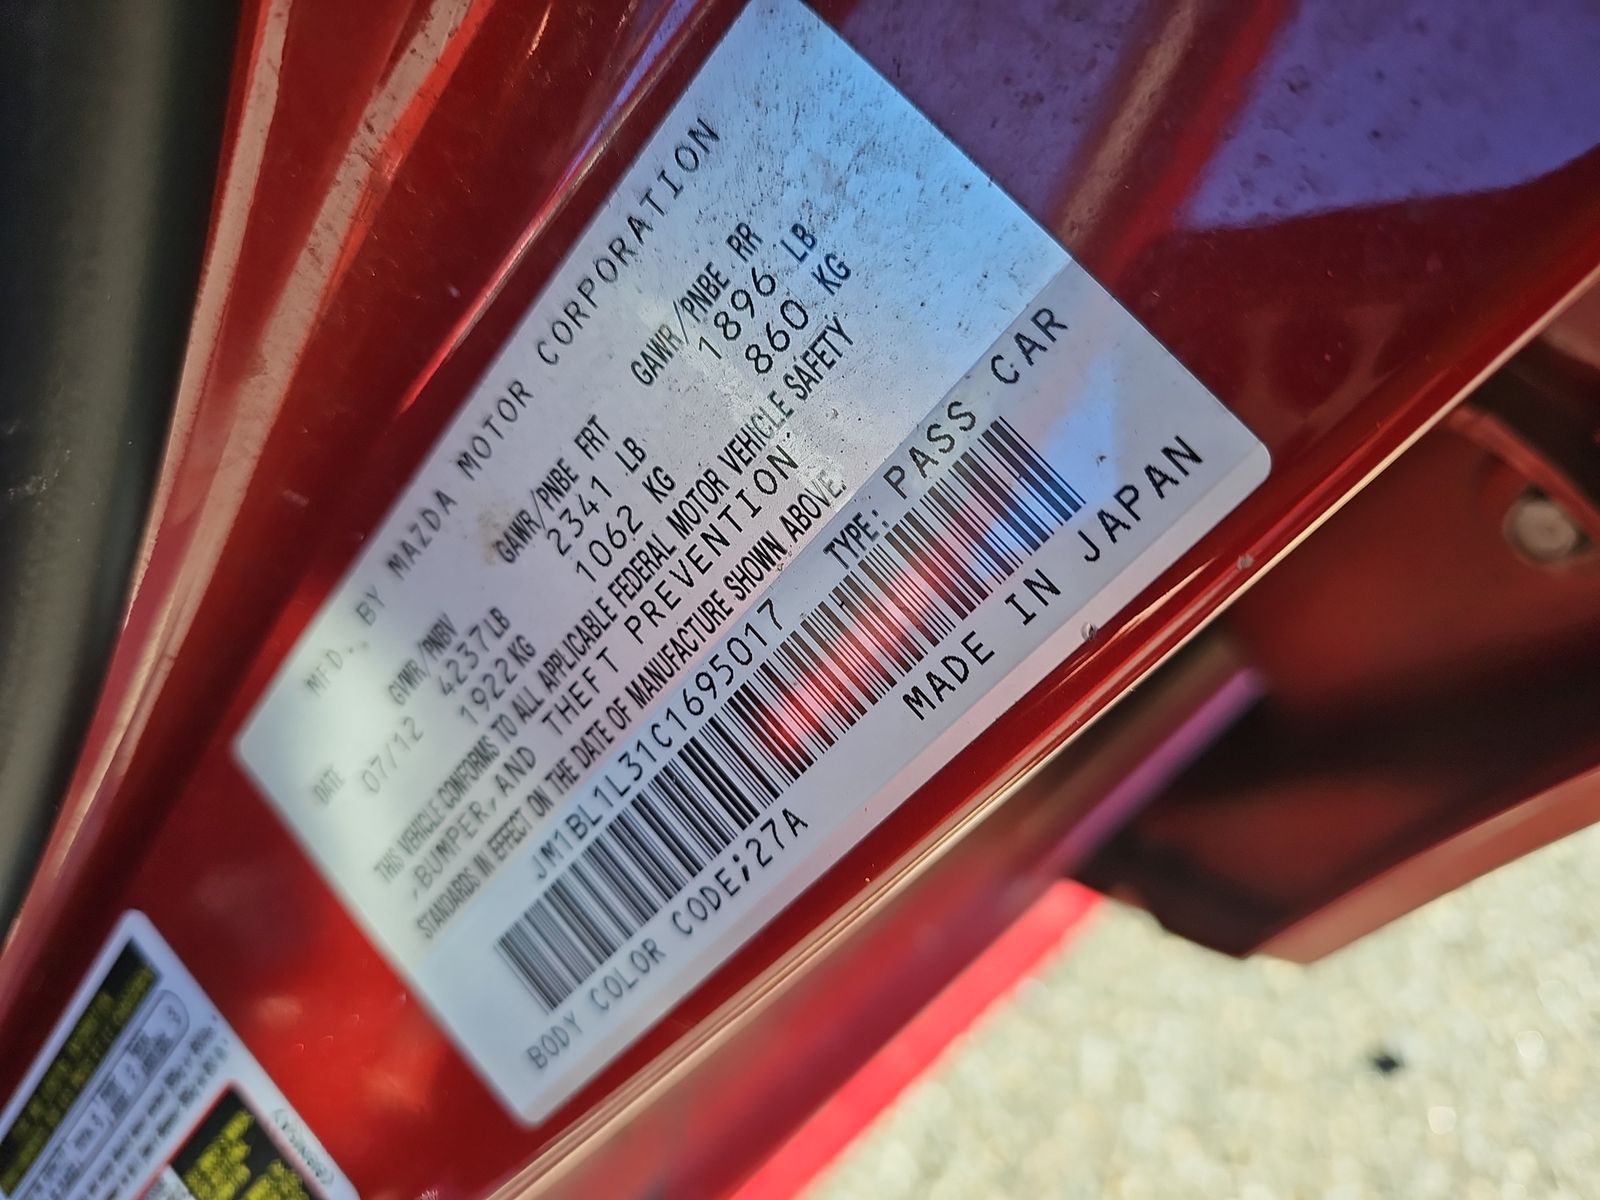 MFD. BY MAZDA MOTOR CORPORATION
DATE GVWR/PNBV GAWR/PNBE FRT GAWR/PNBE RR
07/12 4237LB 2341 LB 1896 LB
1922KG 1062 KG 860 KG
THIS VEHICLE CONFORMS TO ALL APPLICABLE FEDERAL MOTOR VEHICLE SAFETY
,BUMPER, AND THEFT PREVENTION
STANDARDS IN EFFECT ON THE DATE OF MANUFACTURE SHOWN ABOVE.
JM1BL1L31C1695017 TYPE: PASS CAR
BODY COLOR CODE;27A MADE IN JAPAN